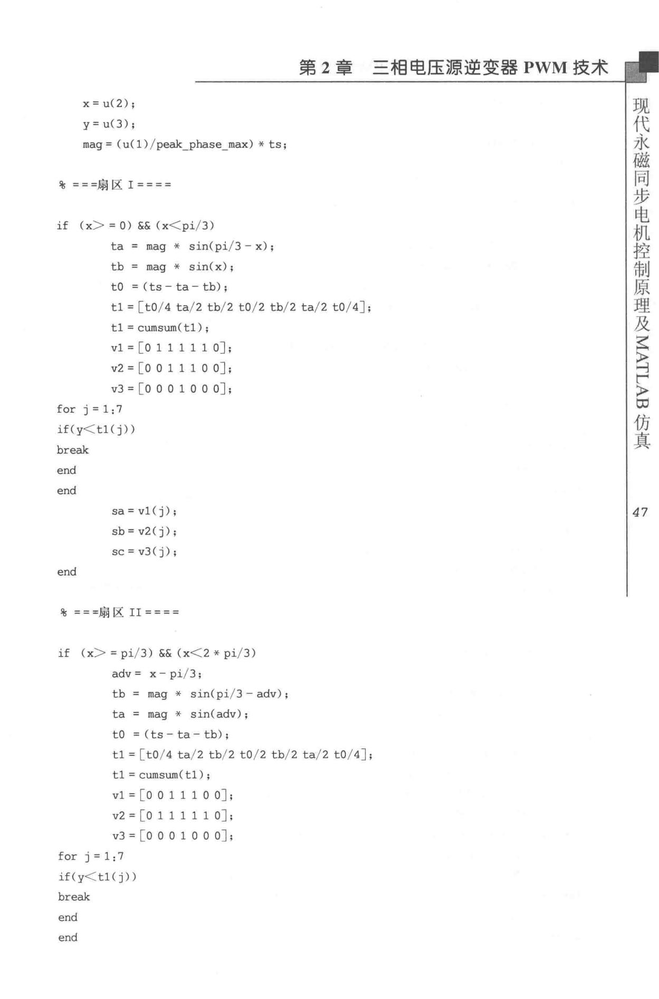 第 2 章 三相电压源逆变器 PWM 技术
x = u(2);
y = u(3);
mag = (u(1)/peak_phase_max) * ts;
% ===扇区 I====
if (x> = 0) && (x<pi/3)
ta = mag * sin(pi/3 - x);
tb = mag * sin(x);
t0 = (ts - ta - tb);
t1 = [t0/4 ta/2 tb/2 t0/2 tb/2 ta/2 t0/4];
t1 = cumsum(t1);
v1 = [0 1 1 1 1 1 0];
v2 = [0 0 1 1 1 0 0];
v3 = [0 0 0 1 0 0 0];
for j = 1:7
if(y<t1(j))
break
end
end
sa = v1(j);
sb = v2(j);
sc = v3(j);
end
% ===扇区 II====
if (x> = pi/3) && (x<2 * pi/3)
adv = x - pi/3;
tb = mag * sin(pi/3 - adv);
ta = mag * sin(adv);
t0 = (ts - ta - tb);
t1 = [t0/4 ta/2 tb/2 t0/2 tb/2 ta/2 t0/4];
t1 = cumsum(t1);
v1 = [0 0 1 1 1 0 0];
v2 = [0 1 1 1 1 1 0];
v3 = [0 0 0 1 0 0 0];
for j = 1:7
if(y<t1(j))
break
end
end
现代永磁同步电机控制原理及MATLAB仿真
47